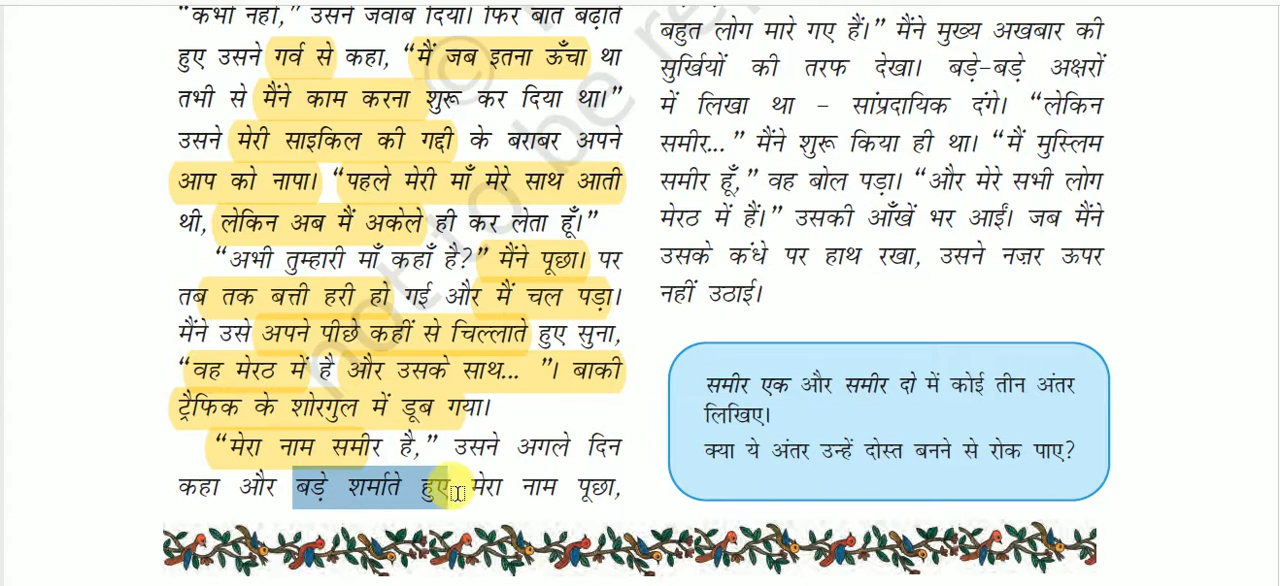 “कभी नहीं,” उसने जवाब दिया। फिर बात बढ़ाते
हुए उसने गर्व से कहा, “मैं जब इतना ऊँचा था
तभी से मैंने काम करना शुरू कर दिया था।”
उसने मेरी साइकिल की गद्दी के बराबर अपने
आप को नापा। “पहले मेरी माँ मेरे साथ आती
थी, लेकिन अब मैं अकेले ही कर लेता हूँ।”
“अभी तुम्हारी माँ कहाँ है?” मैंने पूछा। पर
तब तक बत्ती हरी हो गई और मैं चल पड़ा।
मैंने उसे अपने पीछे कहीं से चिल्लाते हुए सुना,
“वह मेरठ में है और उसके साथ... ”। बाकी
ट्रैफिक के शोरगुल में डूब गया।
“मेरा नाम समीर है,” उसने अगले दिन
कहा और बड़े शर्माते हुए मेरा नाम पूछा,
बहुत लोग मारे गए हैं।” मैंने मुख्य अखबार की
सुर्खियों की तरफ देखा। बड़े-बड़े अक्षरों
में लिखा था – सांप्रदायिक दंगे। “लेकिन
समीर...” मैंने शुरू किया ही था। “मैं मुस्लिम
समीर हूँ,” वह बोल पड़ा। “और मेरे सभी लोग
मेरठ में हैं।” उसकी आँखें भर आईं। जब मैंने
उसके कंधे पर हाथ रखा, उसने नज़र ऊपर
नहीं उठाई।
समीर एक और समीर दो में कोई तीन अंतर
लिखिए।
क्या ये अंतर उन्हें दोस्त बनने से रोक पाए?
not to be re